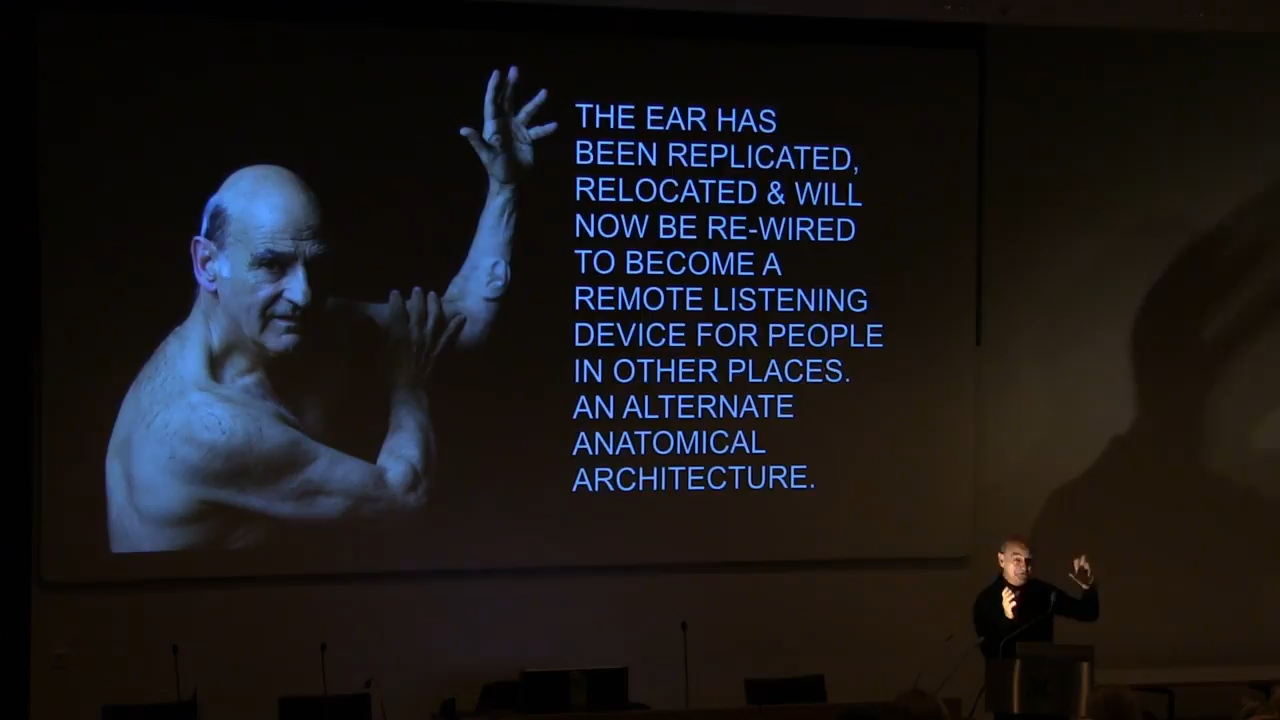 THE EAR HAS
BEEN REPLICATED,
RELOCATED & WILL
NOW BE RE-WIRED
TO BECOME A
REMOTE LISTENING
DEVICE FOR PEOPLE
IN OTHER PLACES.
AN ALTERNATE
ANATOMICAL
ARCHITECTURE.